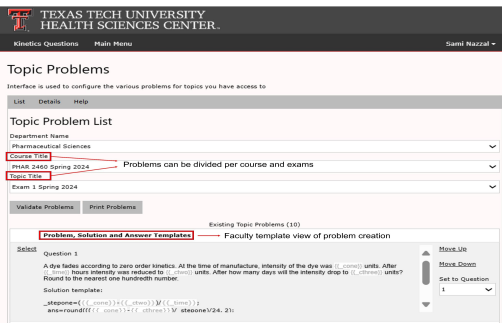 TEXAS TECH UNIVERSITY
HEALTH SCIENCES CENTER.
Kinetics Questions Main Menu Sami Nazzal
Topic Problems
Interface is used to configure the various problems for topics you have access to
List Details Help
Topic Problem List
Department Name
Pharmaceutical Sciences
Course Title
PHAR 2460 Spring 2024
Problems can be divided per course and exams
Topic Title
Exam 1 Spring 2024
Validate Problems Print Problems
Existing Topic Problems (10)
Problem, Solution and Answer Templates
Faculty template view of problem creation
Select
Question 1
Move Up
A dye fades according to zero order kinetics. At the time of manufacture, intensity of the dye was {{_cone}} units. After
{{_time}} hours intensity was reduced to {{_ctwo}} units. After how many days will the intensity drop to {{_cthree}} units?
Round to the nearest one hundredth number.
Move Down
Set to Question
1
Solution template:
_stepone=({{_cone}}-{{_ctwo}})/{{_time}};
ans=round(({{_cone}}-{{_cthree}})/_stepone)/24, 2);